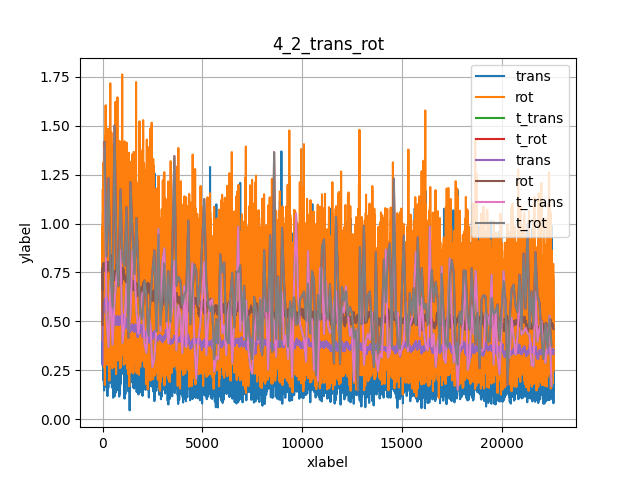 4_2_trans_rot
1.75
1.50
1.25
1.00
0.75
0.50
0.25
0.00
ylabel
0
5000
10000
15000
20000
xlabel
trans
rot
t_trans
t_rot
trans
rot
t_trans
t_rot